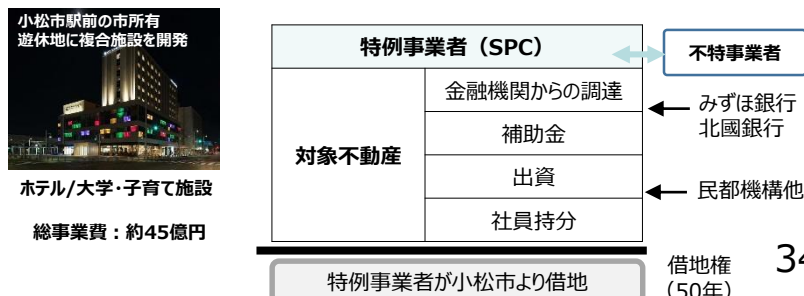 小松市駅前の市所有
遊休地に複合施設を開発
ホテル/大学・子育て施設
総事業費：約45億円
特例事業者（SPC）
不特事業者
対象不動産
金融機関からの調達
補助金
出資
社員持分
みずほ銀行
北國銀行
民都機構他
特例事業者が小松市より借地
借地権
（50年）
34